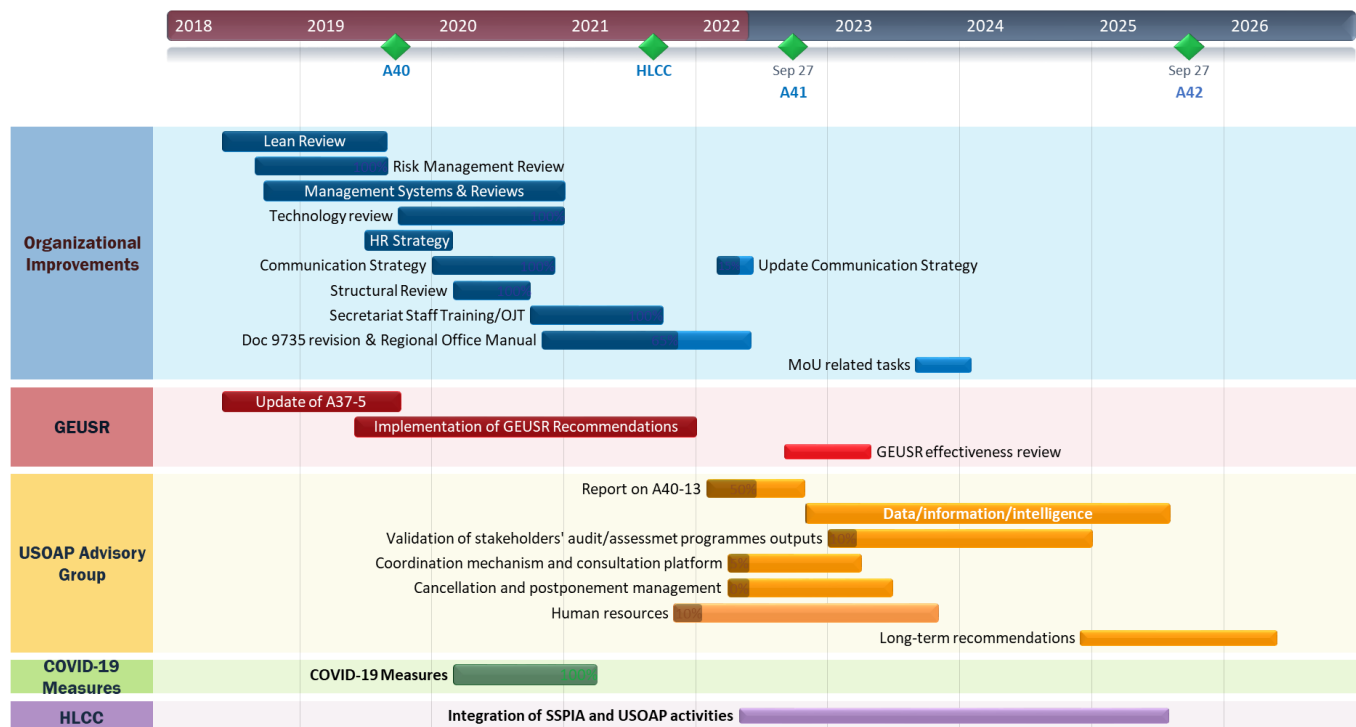 2018 2019 2020 2021 2022 2023 2024 2025 2026
A40
HLCC
Sep 27
A41
Sep 27
A42
Organizational
Improvements
Lean Review
Risk Management Review
Management Systems & Reviews
Technology review
HR Strategy
Communication Strategy
Update Communication Strategy
Structural Review
Secretariat Staff Training/OJT
Doc 9735 revision & Regional Office Manual
MoU related tasks
GEUSR
Update of A37-5
Implementation of GEUSR Recommendations
GEUSR effectiveness review
USOAP Advisory
Group
Report on A40-13
50%
Data/information/intelligence
Validation of stakeholders' audit/assessmet programmes outputs
10%
Coordination mechanism and consultation platform
Cancellation and postponement management
Human resources
10%
Long-term recommendations
COVID-19
Measures
COVID-19 Measures
100%
HLCC
Integration of SSPIA and USOAP activities